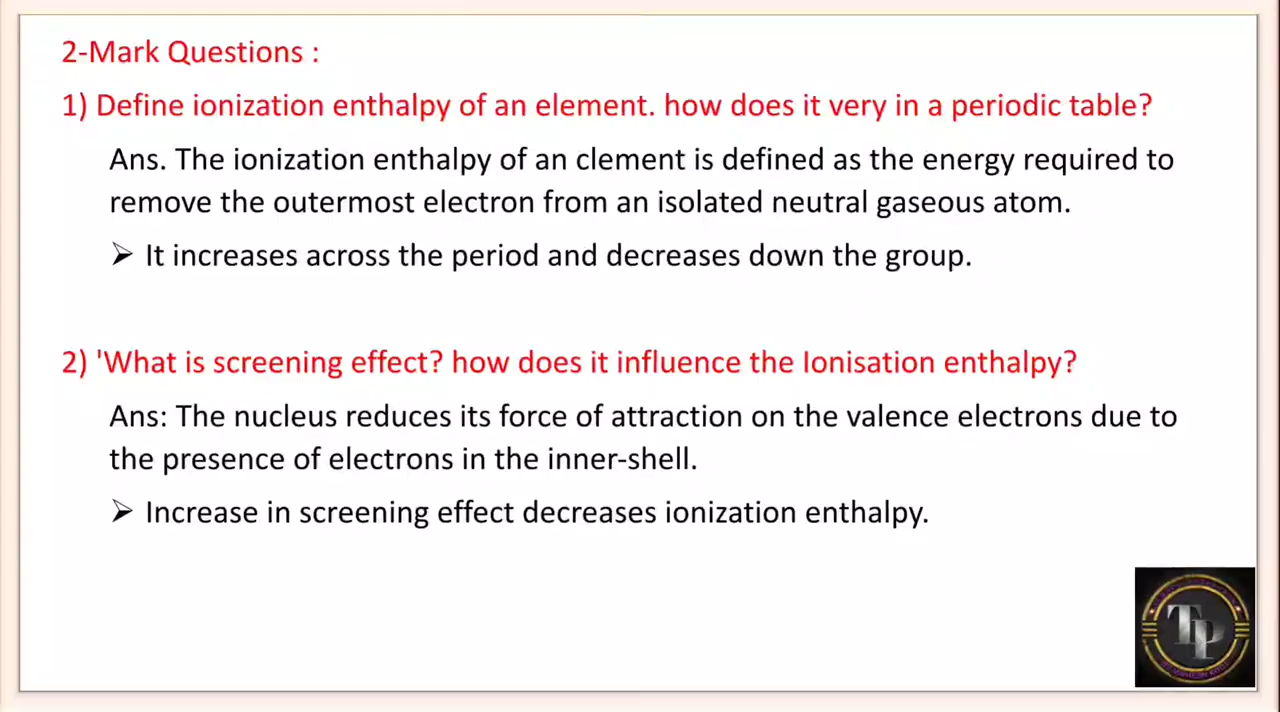 2-Mark Questions :
1) Define ionization enthalpy of an element. how does it very in a periodic table?
Ans. The ionization enthalpy of an clement is defined as the energy required to
remove the outermost electron from an isolated neutral gaseous atom.
➢ It increases across the period and decreases down the group.
2) 'What is screening effect? how does it influence the Ionisation enthalpy?
Ans: The nucleus reduces its force of attraction on the valence electrons due to
the presence of electrons in the inner-shell.
➢ Increase in screening effect decreases ionization enthalpy.
TP